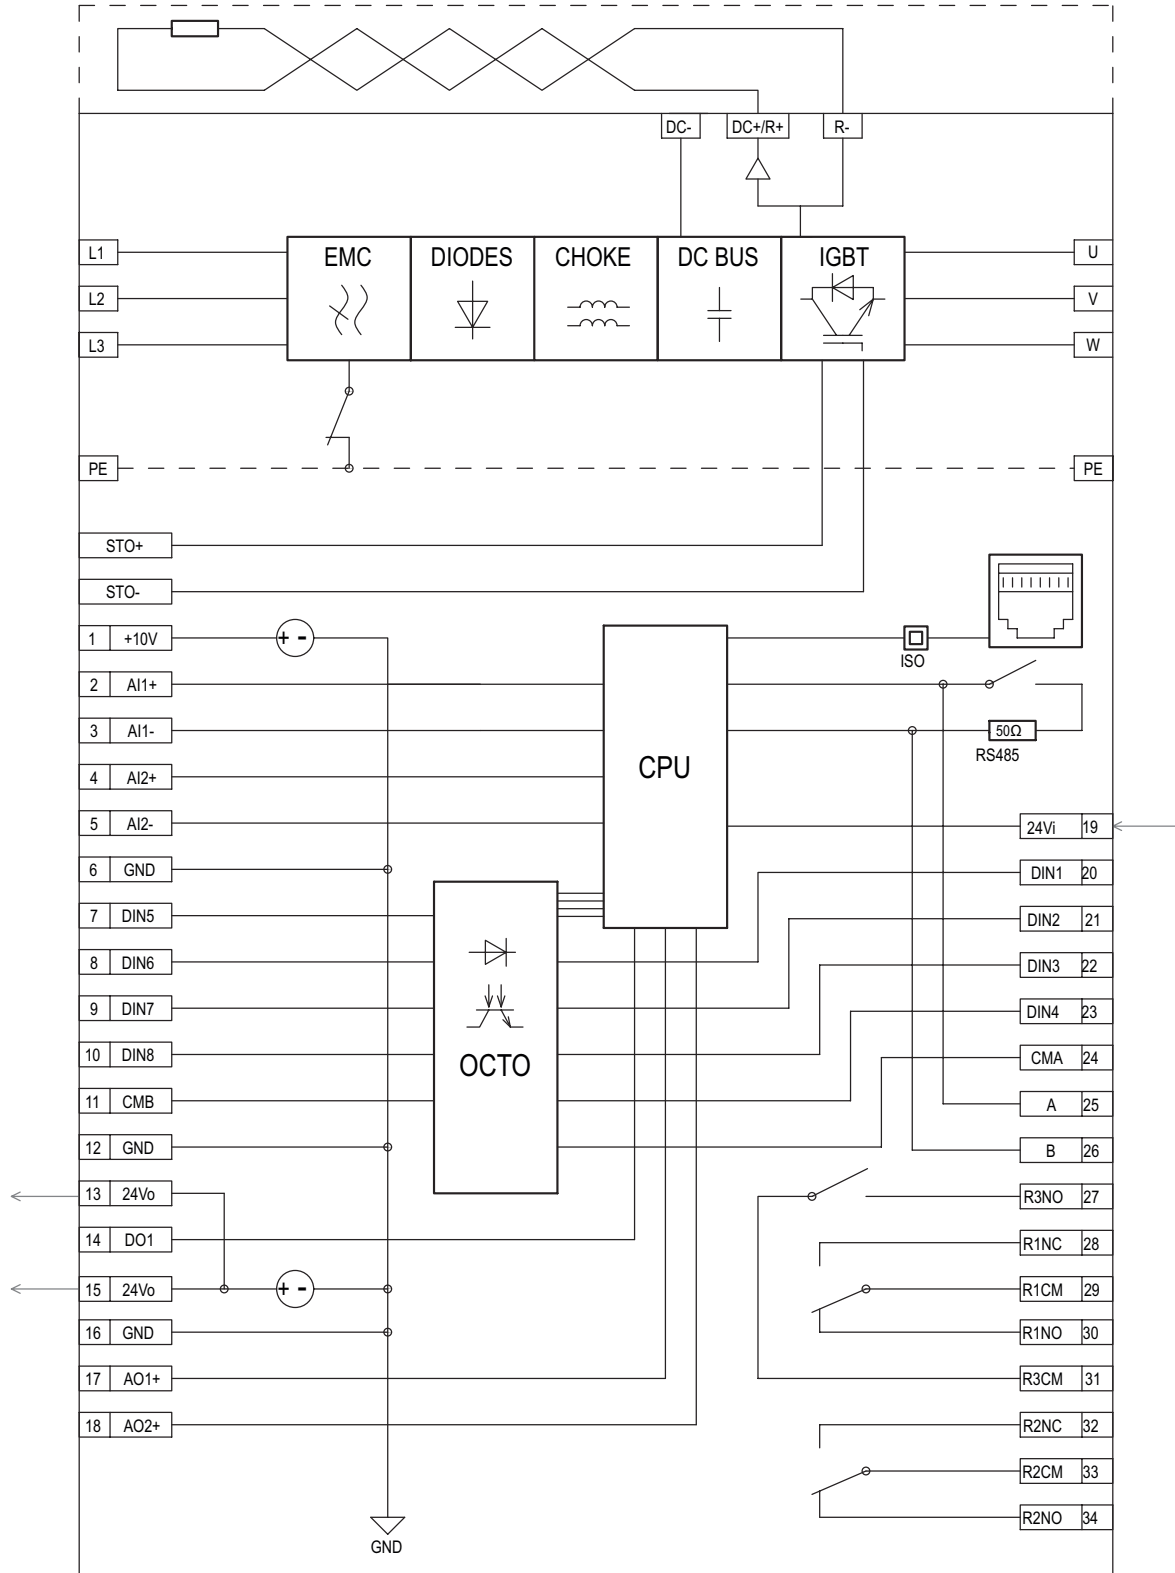 DC-
DC+/R+
R-
L1
EMC
DIODES
CHOKE
DC BUS
IGBT
U
L2
V
L3
W
PE
PE
STO+
STO-
1 +10V
+ -
ISO
2 AI1+
3 AI1-
50Ω
RS485
4 AI2+
CPU
5 AI2-
24Vi 19
6 GND
DIN1 20
7 DIN5
DIN2 21
8 DIN6
DIN3 22
9 DIN7
DIN4 23
10 DIN8
OCTO
CMA 24
11 CMB
A 25
12 GND
B 26
13 24Vo
R3NO 27
14 DO1
R1NC 28
15 24Vo
+ -
R1CM 29
16 GND
R1NO 30
17 AO1+
R3CM 31
18 AO2+
R2NC 32
R2CM 33
R2NO 34
GND